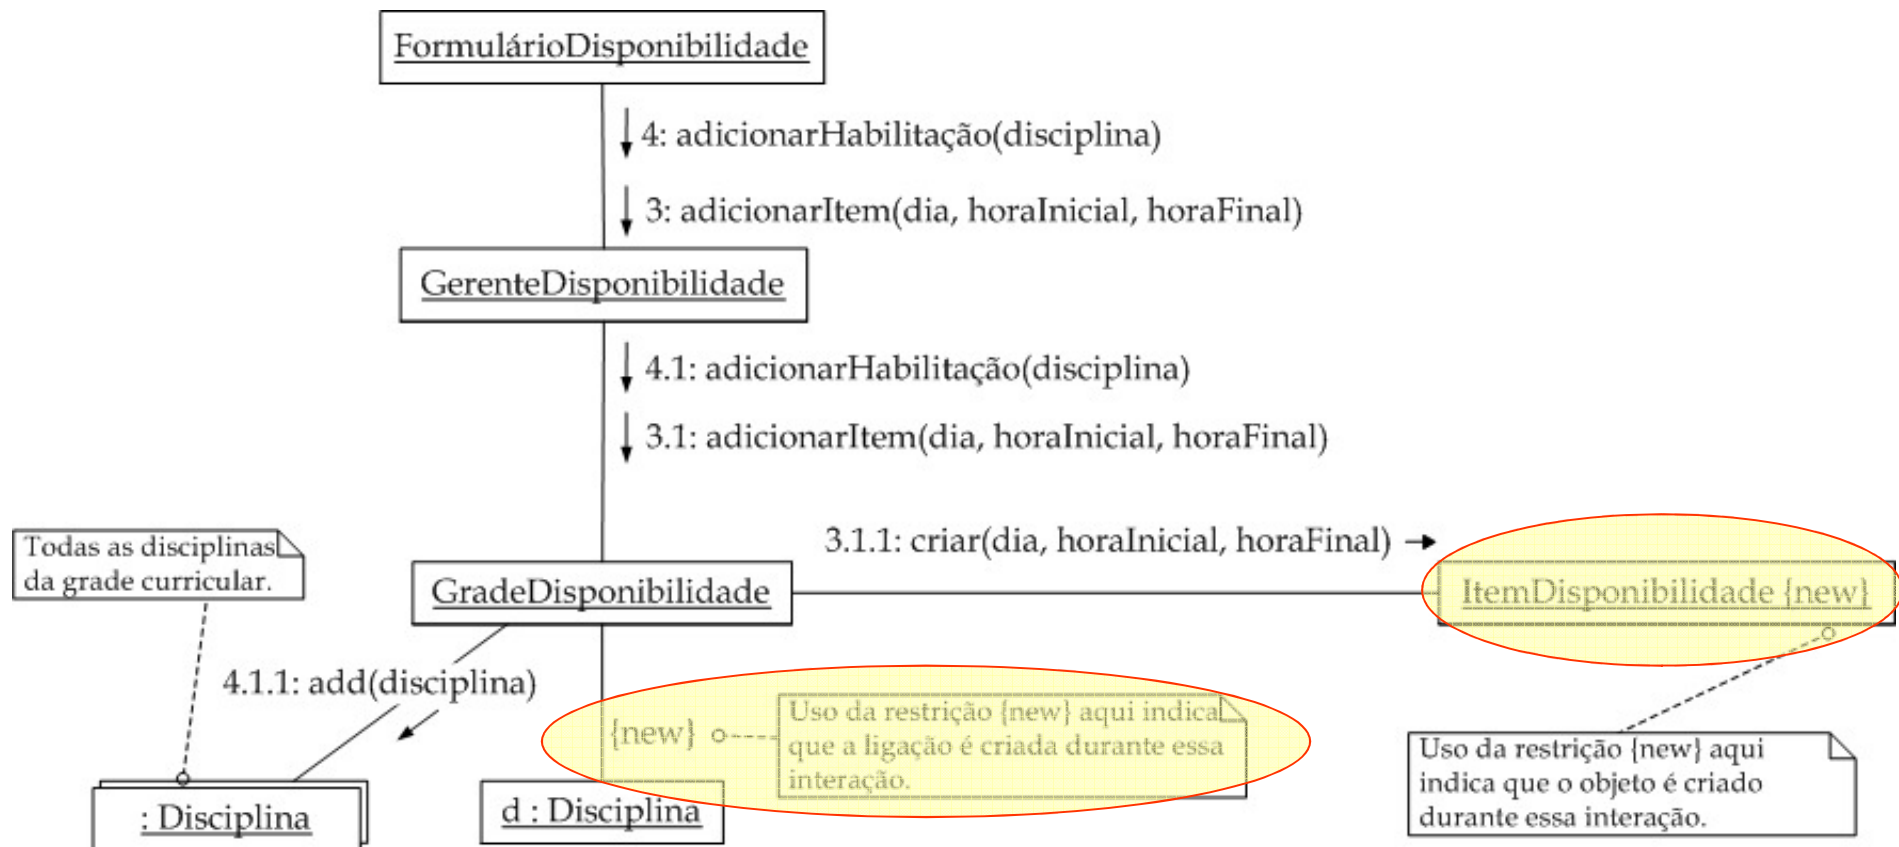 FormulárioDisponibilidade
4: adicionarHabilitação(disciplina)
3: adicionarItem(dia, horaInicial, horaFinal)
GerenteDisponibilidade
4.1: adicionarHabilitação(disciplina)
3.1: adicionarItem(dia, horaInicial, horaFinal)
Todas as disciplinas
da grade curricular.
3.1.1: criar(dia, horaInicial, horaFinal)
GradeDisponibilidade
ItemDisponibilidade {new}
4.1.1: add(disciplina)
{new}
Uso da restrição {new} aqui indica
que a ligação é criada durante essa
interação.
Uso da restrição {new} aqui
indica que o objeto é criado
durante essa interação.
: Disciplina
d : Disciplina